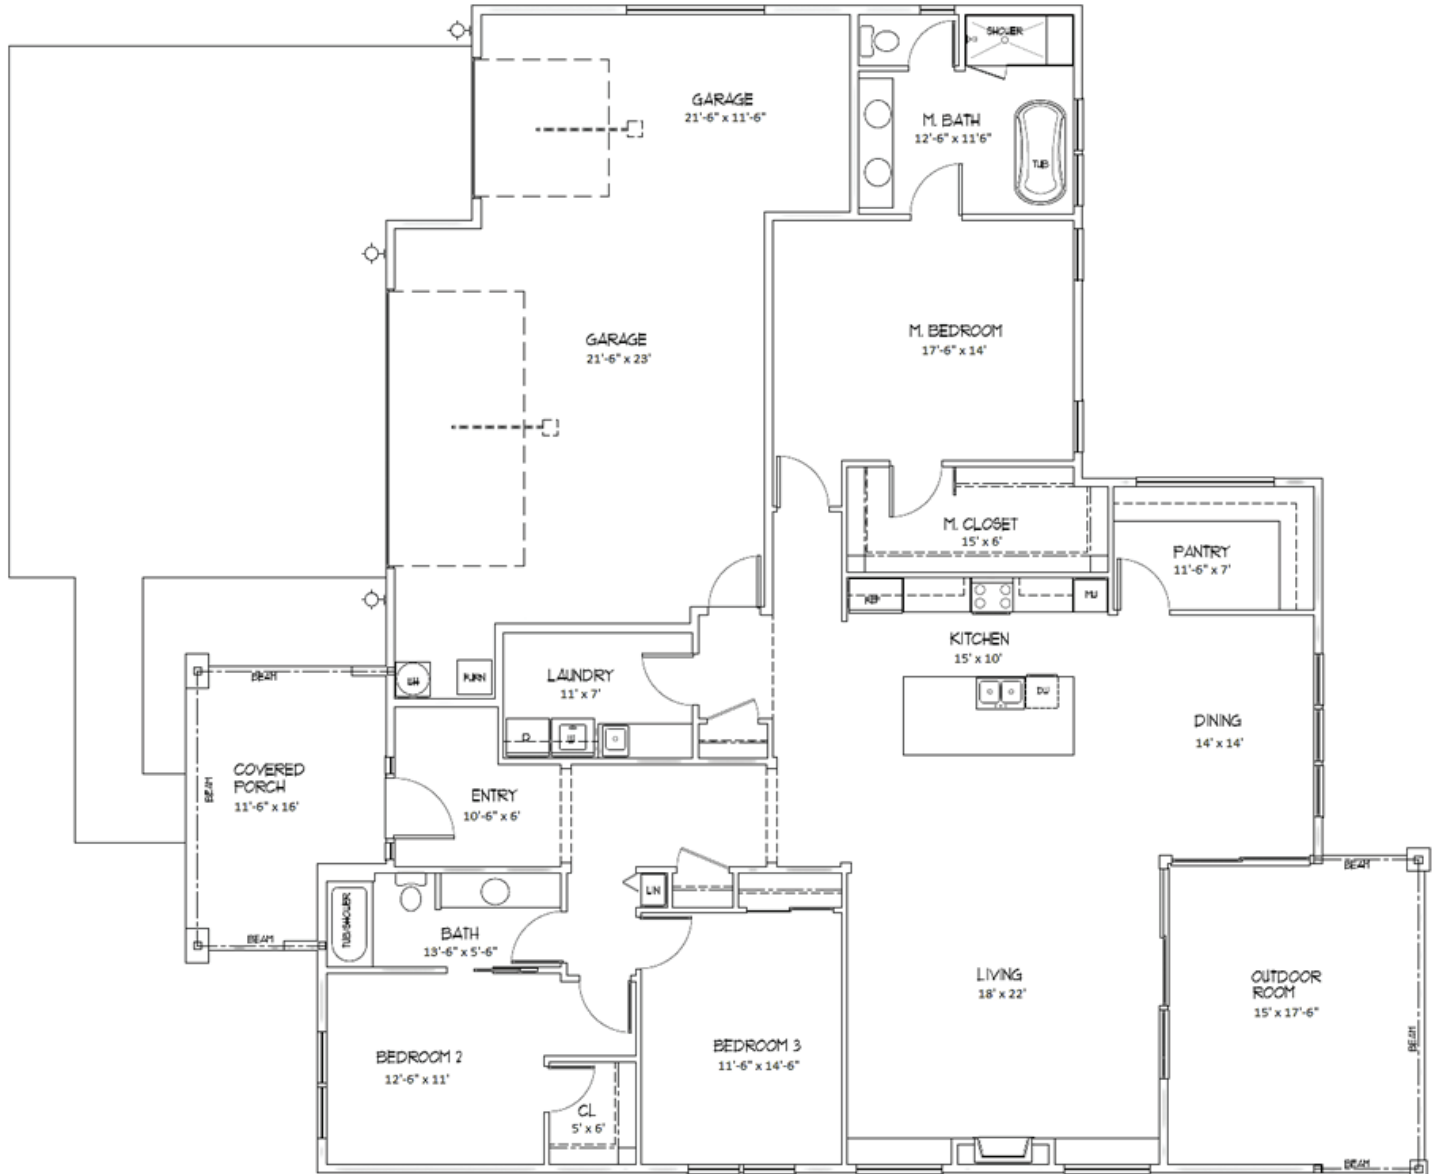 SHOWER
GARAGE
21'-6" x 11'-6"
M. BATH
12'-6" x 11'6"
TUB
GARAGE
21'-6" x 23'
M. BEDROOM
17'-6" x 14'
M. CLOSET
15' x 6'
PANTRY
11'-6" x 7'
REF
MU
KITCHEN
15' x 10'
DW
LAUNDRY
11' x 7'
WH
FURN
BEAM
D
W
DINING
14' x 14'
COVERED
PORCH
11'-6" x 16'
BEAM
ENTRY
10'-6" x 6'
BEAM
LIN
TUB/SHOWER
BATH
13'-6" x 5'-6"
BEAM
LIVING
18' x 22'
OUTDOOR
ROOM
15' x 17'-6"
BEAM
BEDROOM 2
12'-6" x 11'
BEDROOM 3
11'-6" x 14'-6"
CL
5' x 6'
BEAM